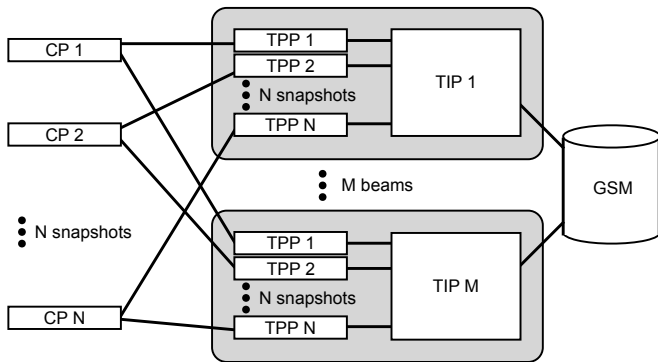 CP 1
CP 2
N snapshots
CP N
TPP 1
TPP 2
N snapshots
TPP N
TIP 1
M beams
TPP 1
TPP 2
N snapshots
TPP N
TIP M
GSM